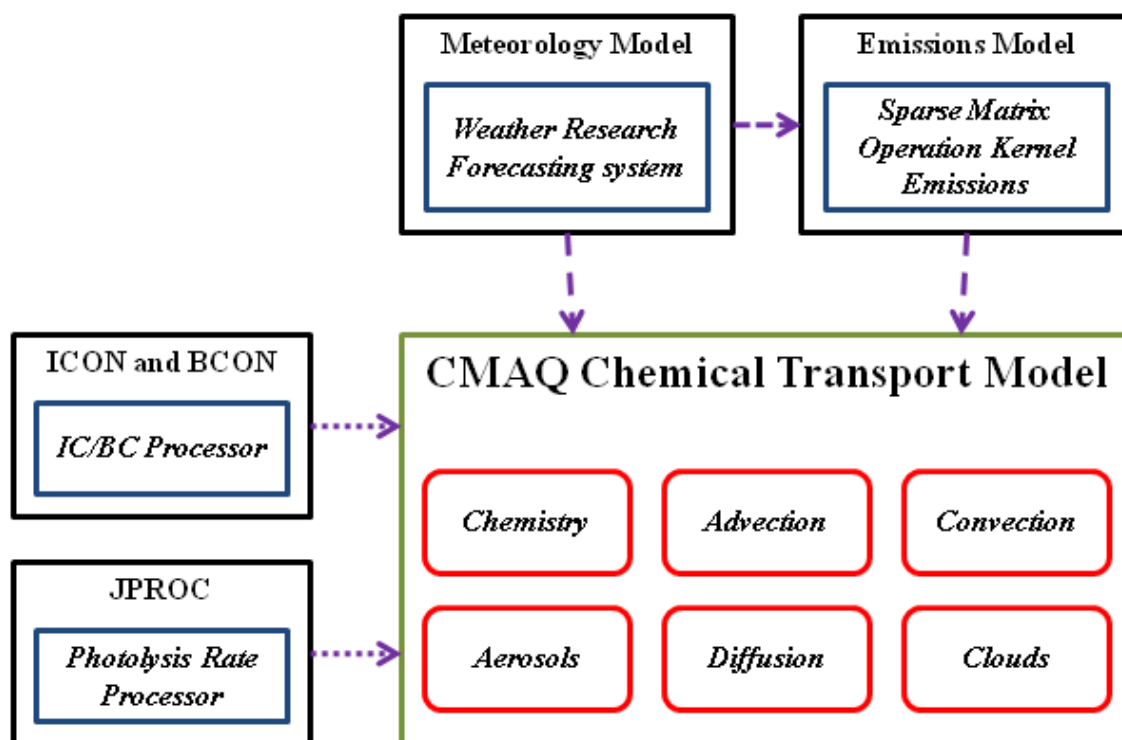 Meteorology Model
Weather Research
Forecasting system
Emissions Model
Sparse Matrix
Operation Kernel
Emissions
ICON and BCON
IC/BC Processor
CMAQ Chemical Transport Model
Chemistry
Advection
Convection
Aerosols
Diffusion
Clouds
JPROC
Photolysis Rate
Processor